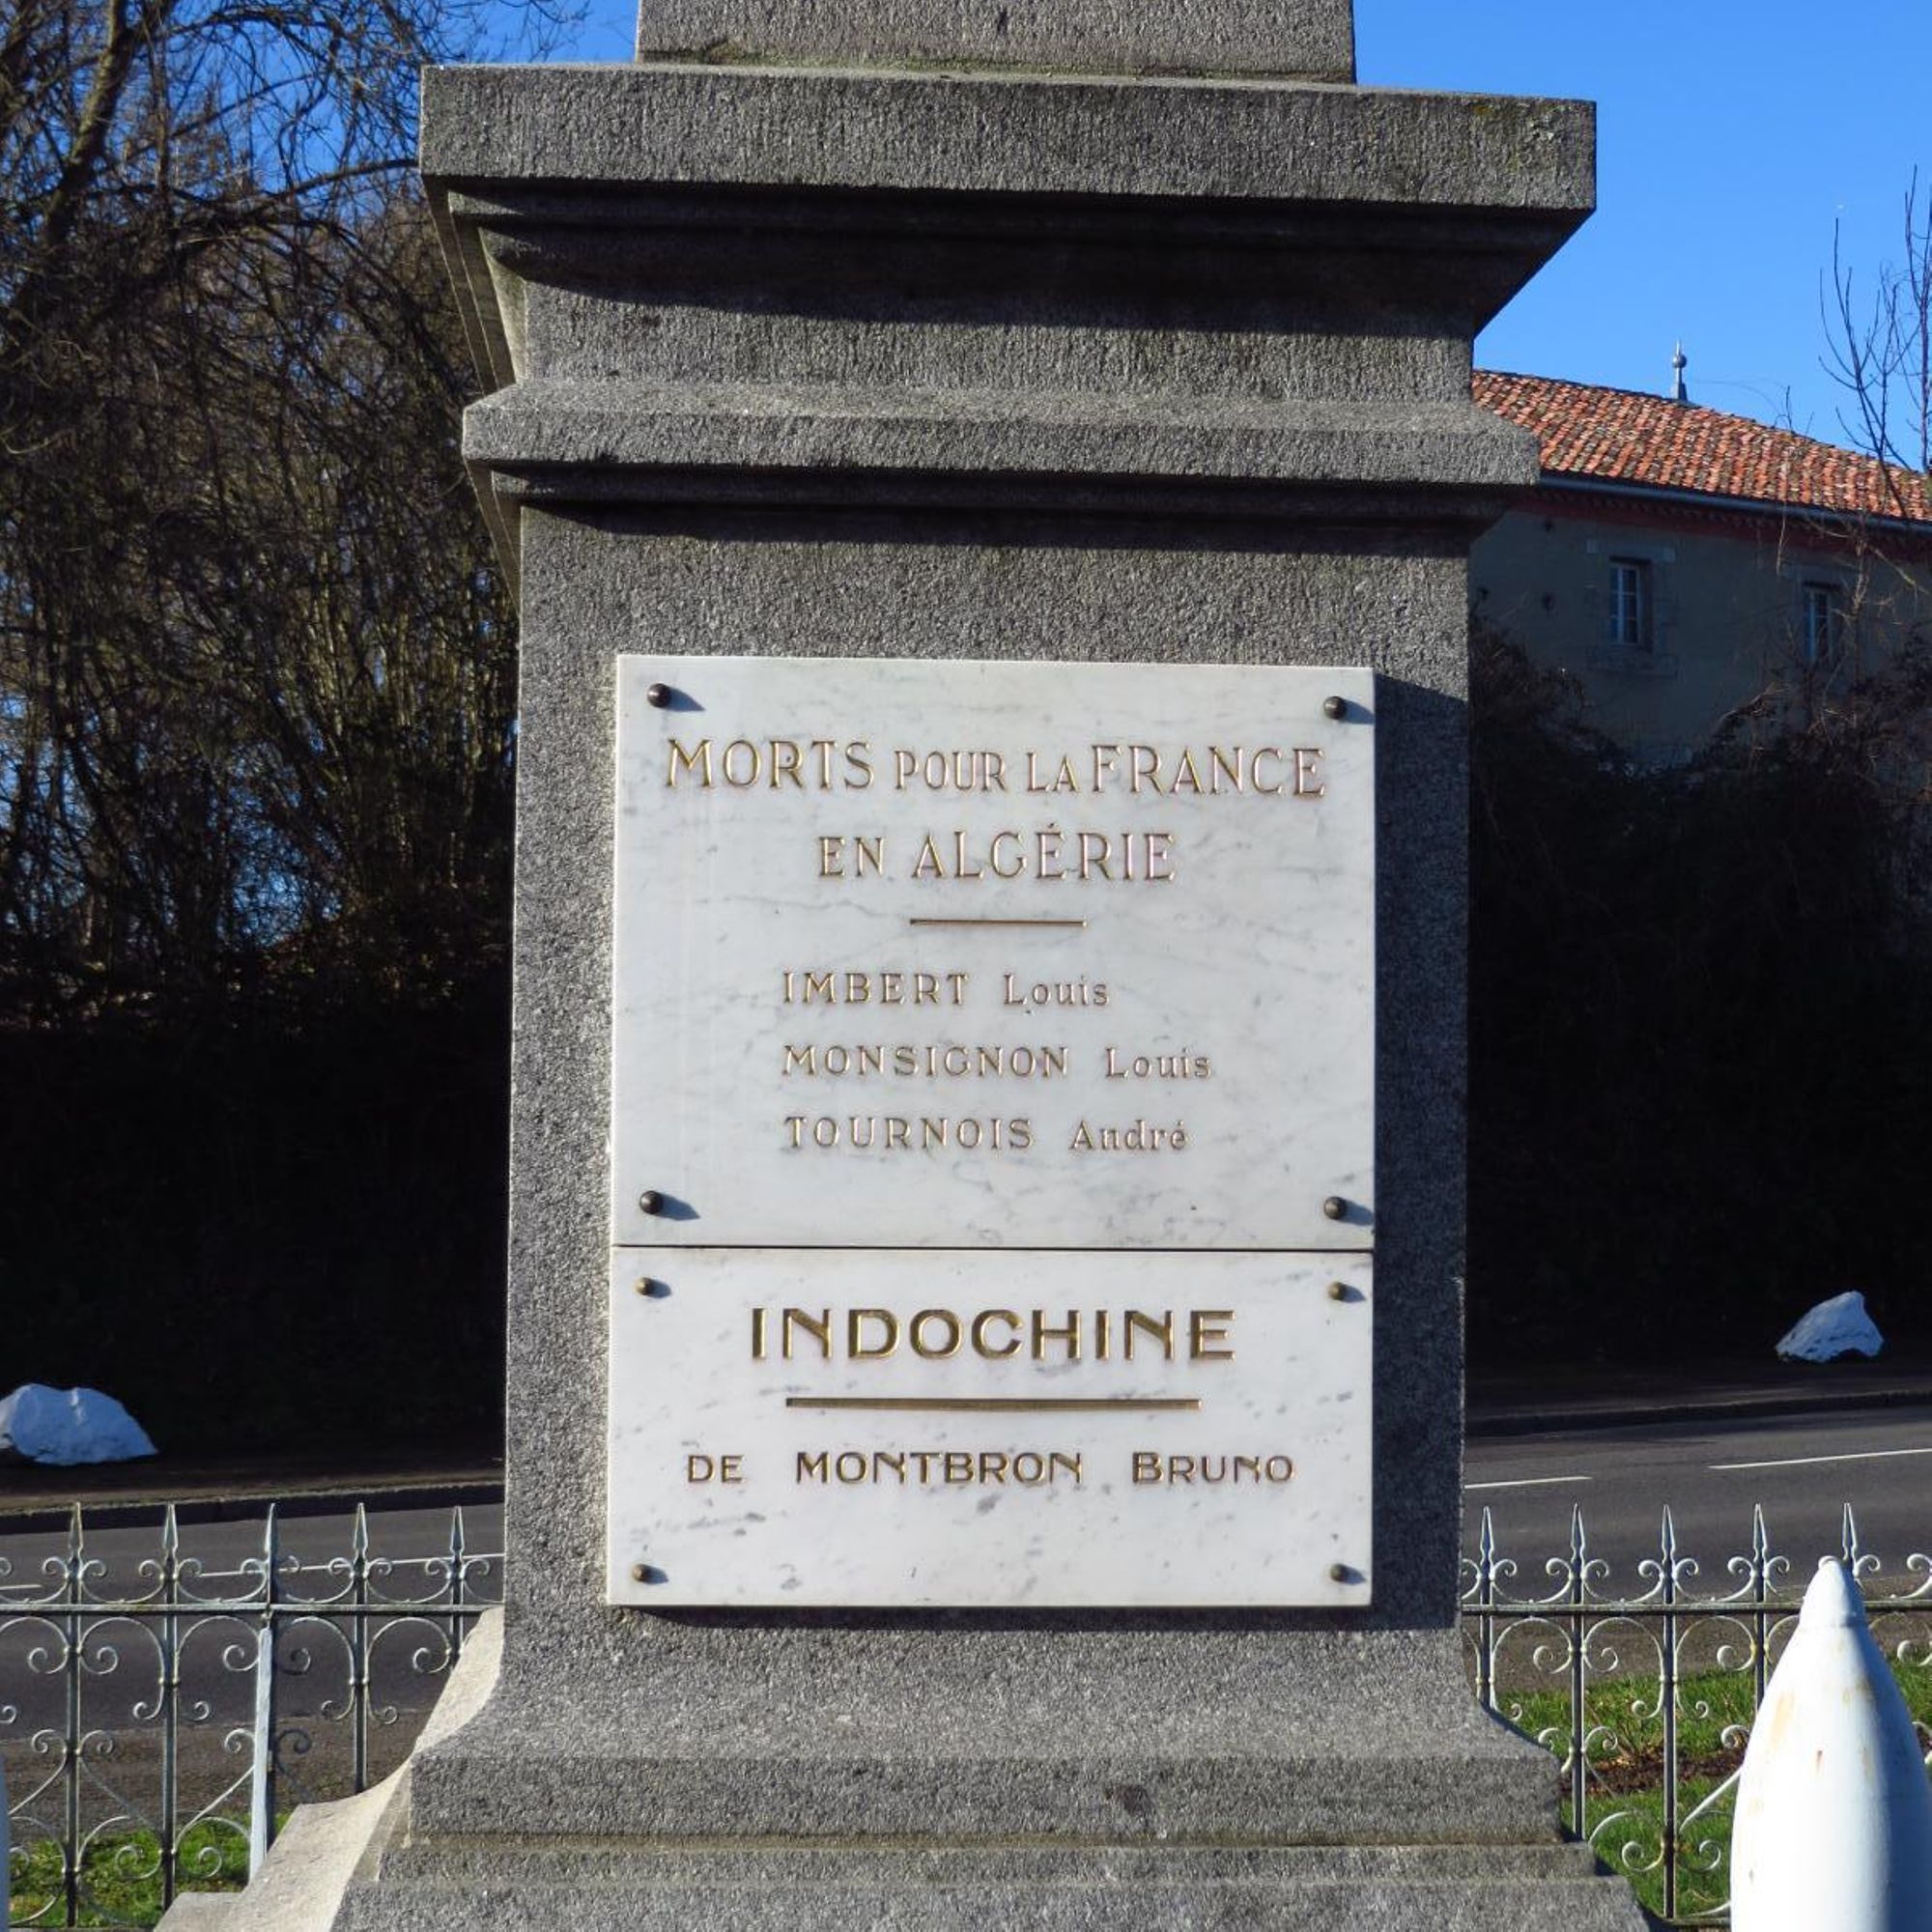 MORTS POUR LA FRANCE
EN ALGÉRIE
IMBERT Louis
MONSIGNON Louis
TOURNOIS André
INDOCHINE
DE MONTBRON BRUNO